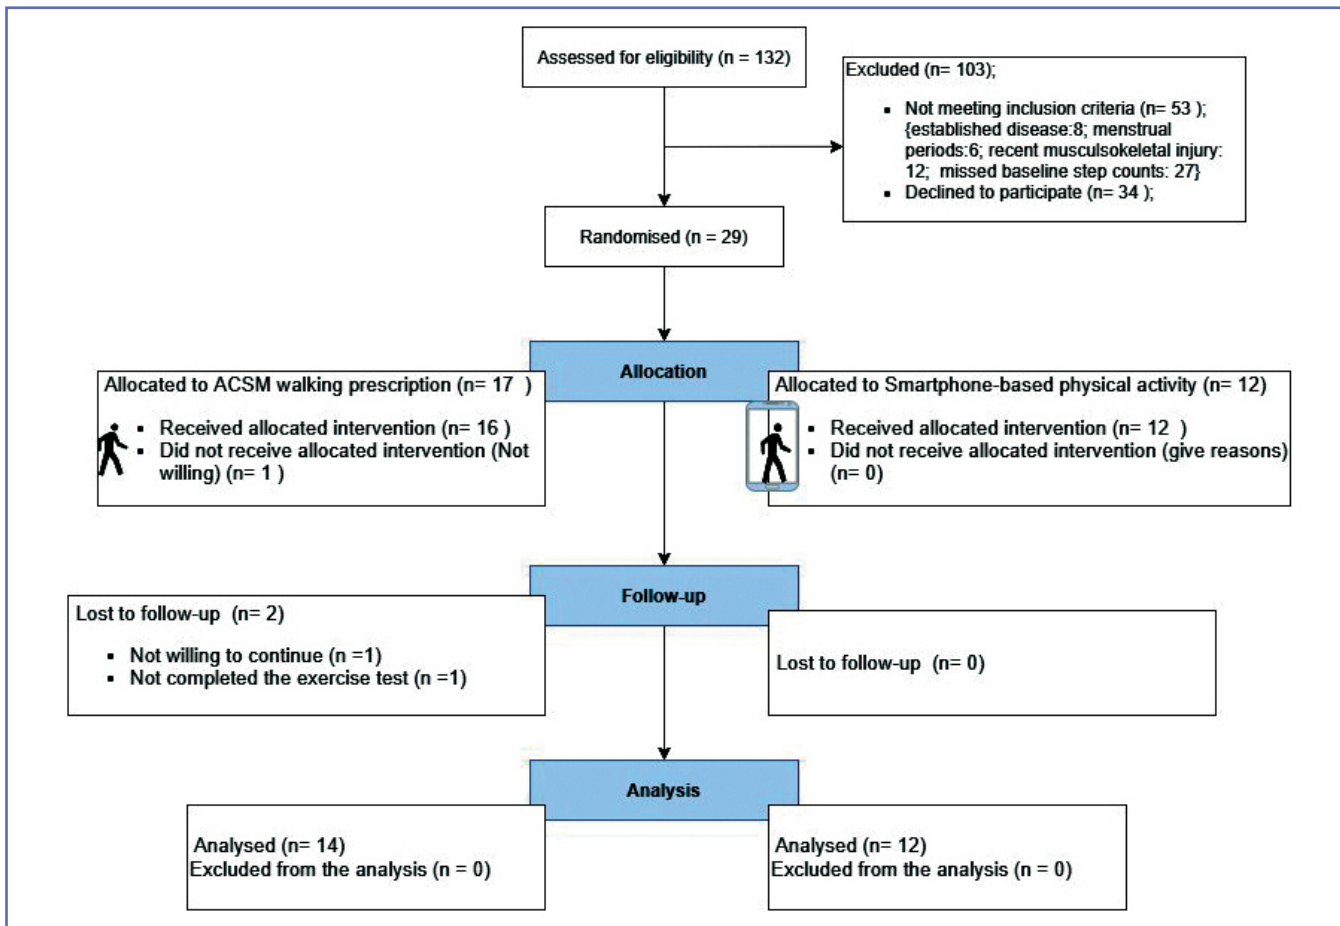 Assessed for eligibility (n = 132)
Excluded (n= 103);
▪ Not meeting inclusion criteria (n= 53 );
{established disease:8; menstrual
periods:6; recent musculsokeletal injury:
12; missed baseline step counts: 27}
▪ Declined to participate (n= 34 );
Randomised (n = 29)
Allocation
Allocated to ACSM walking prescription (n= 17 )
▪ Received allocated intervention (n= 16 )
▪ Did not receive allocated intervention (Not
willing) (n= 1 )
Allocated to Smartphone-based physical activity (n= 12)
▪ Received allocated intervention (n= 12 )
▪ Did not receive allocated intervention (give reasons)
(n= 0)
Follow-up
Lost to follow-up (n= 2)
▪ Not willing to continue (n =1)
▪ Not completed the exercise test (n =1)
Lost to follow-up (n= 0)
Analysis
Analysed (n= 14)
Excluded from the analysis (n = 0)
Analysed (n= 12)
Excluded from the analysis (n = 0)